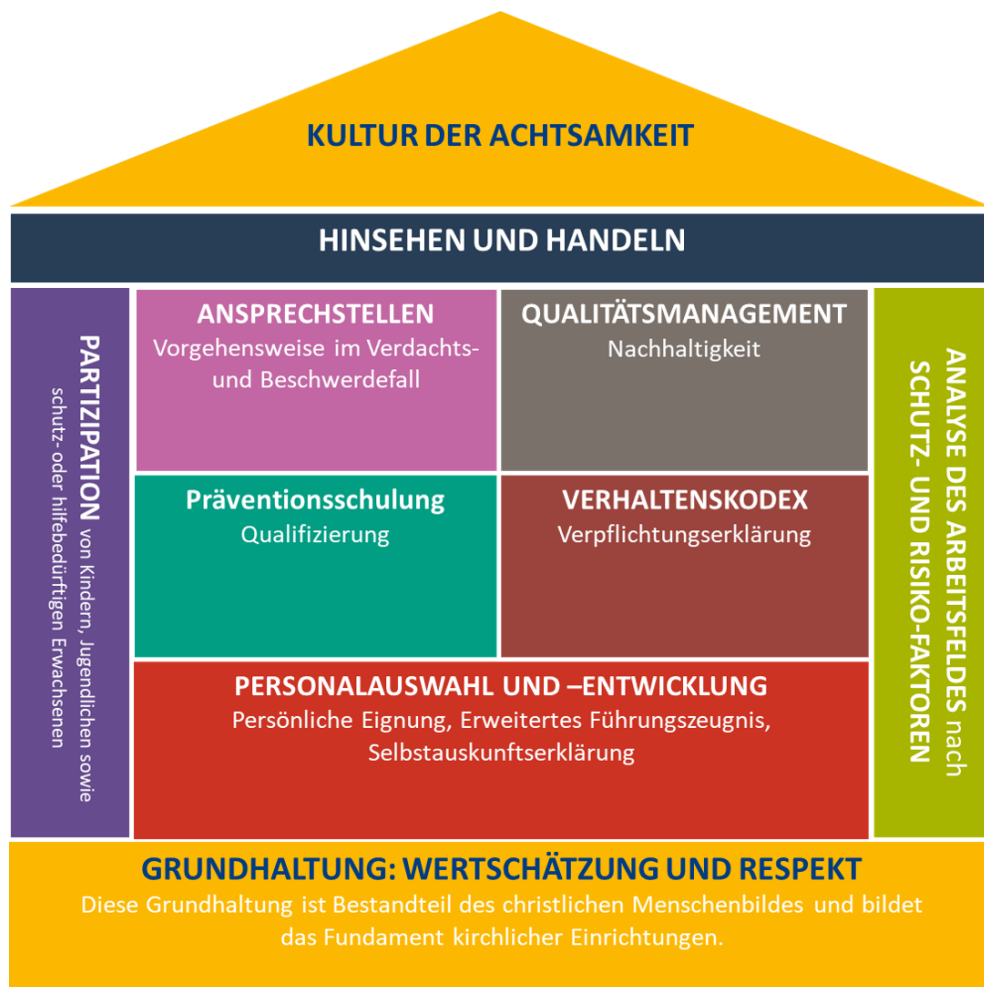 KULTUR DER ACHTSAMKEIT
HINSEHEN UND HANDELN
PARTIZIPATION von Kindern, Jugendlichen sowie
schutz- oder hilfebedürftigen Erwachsenen
ANSPRECHSTELLEN
Vorgehensweise im Verdachts-
und Beschwerdefall
QUALITÄTSMANAGEMENT
Nachhaltigkeit
Präventionsschulung
Qualifizierung
VERHALTENSKODEX
Verpflichtungserklärung
PERSONALAUSWAHL UND –ENTWICKLUNG
Persönliche Eignung, Erweitertes Führungszeugnis,
Selbstauskunftserklärung
ANALYSE DES ARBEITSFELDES nach
SCHUTZ- UND RISIKO-FAKTOREN
GRUNDHALTUNG: WERTSCHÄTZUNG UND RESPEKT
Diese Grundhaltung ist Bestandteil des christlichen Menschenbildes und bildet
das Fundament kirchlicher Einrichtungen.